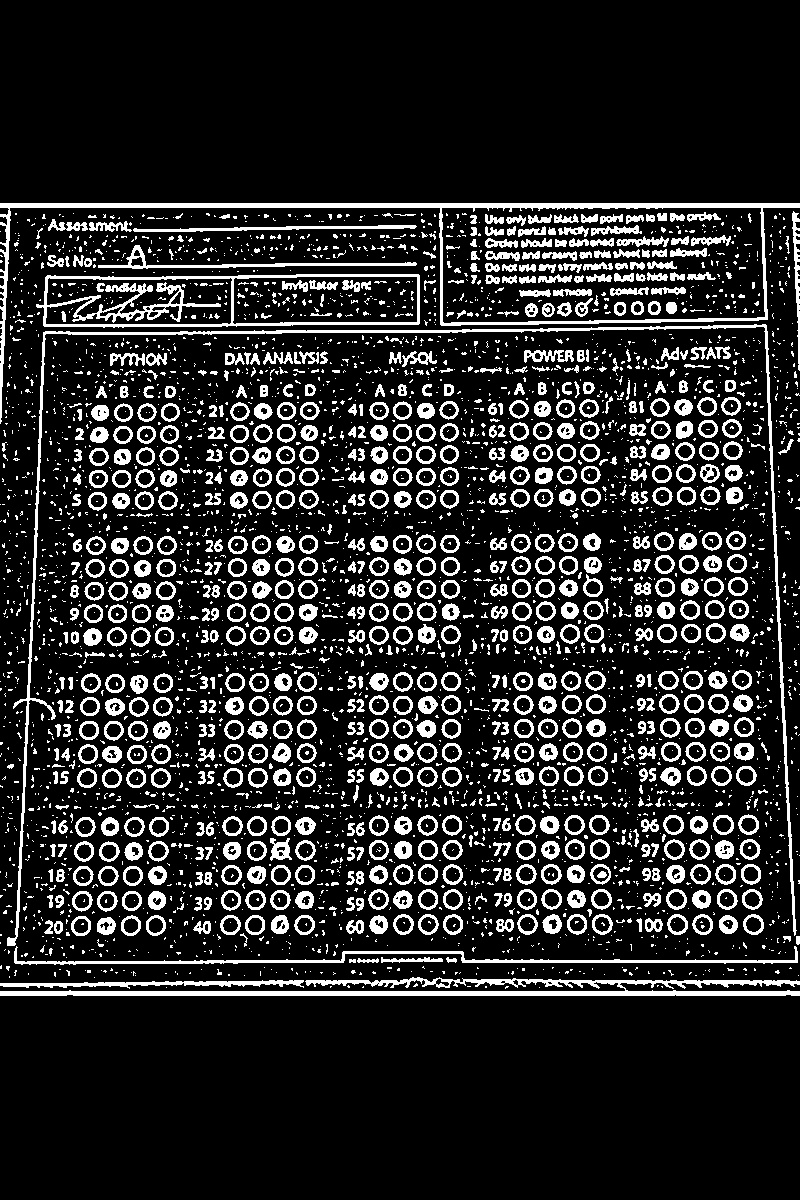 Assessment:
Set No: A
Candidate Sign:
Invigilator Sign:
2. Use only blue/ black ball point pen to fill the circles.
3. Use of pencil is strictly prohibited.
4. Circles should be darkened completely and properly.
5. Cutting and erasing on this sheet is not allowed.
6. Do not use any stray marks on the sheet.
7. Do not use marker or white fluid to hide the mark.
WRONG METHODS CORRECT METHOD
PYTHON DATA ANALYSIS MySQL POWER BI Adv STATS
A B C D A B C D A B C D A B C D A B C D
1 21 41 61 81
2 22 42 62 82
3 23 43 63 83
4 24 44 64 84
5 25 45 65 85
6 26 46 66 86
7 27 47 67 87
8 28 48 68 88
9 29 49 69 89
10 30 50 70 90
11 31 51 71 91
12 32 52 72 92
13 33 53 73 93
14 34 54 74 94
15 35 55 75 95
16 36 56 76 96
17 37 57 77 97
18 38 58 78 98
19 39 59 79 99
20 40 60 80 100